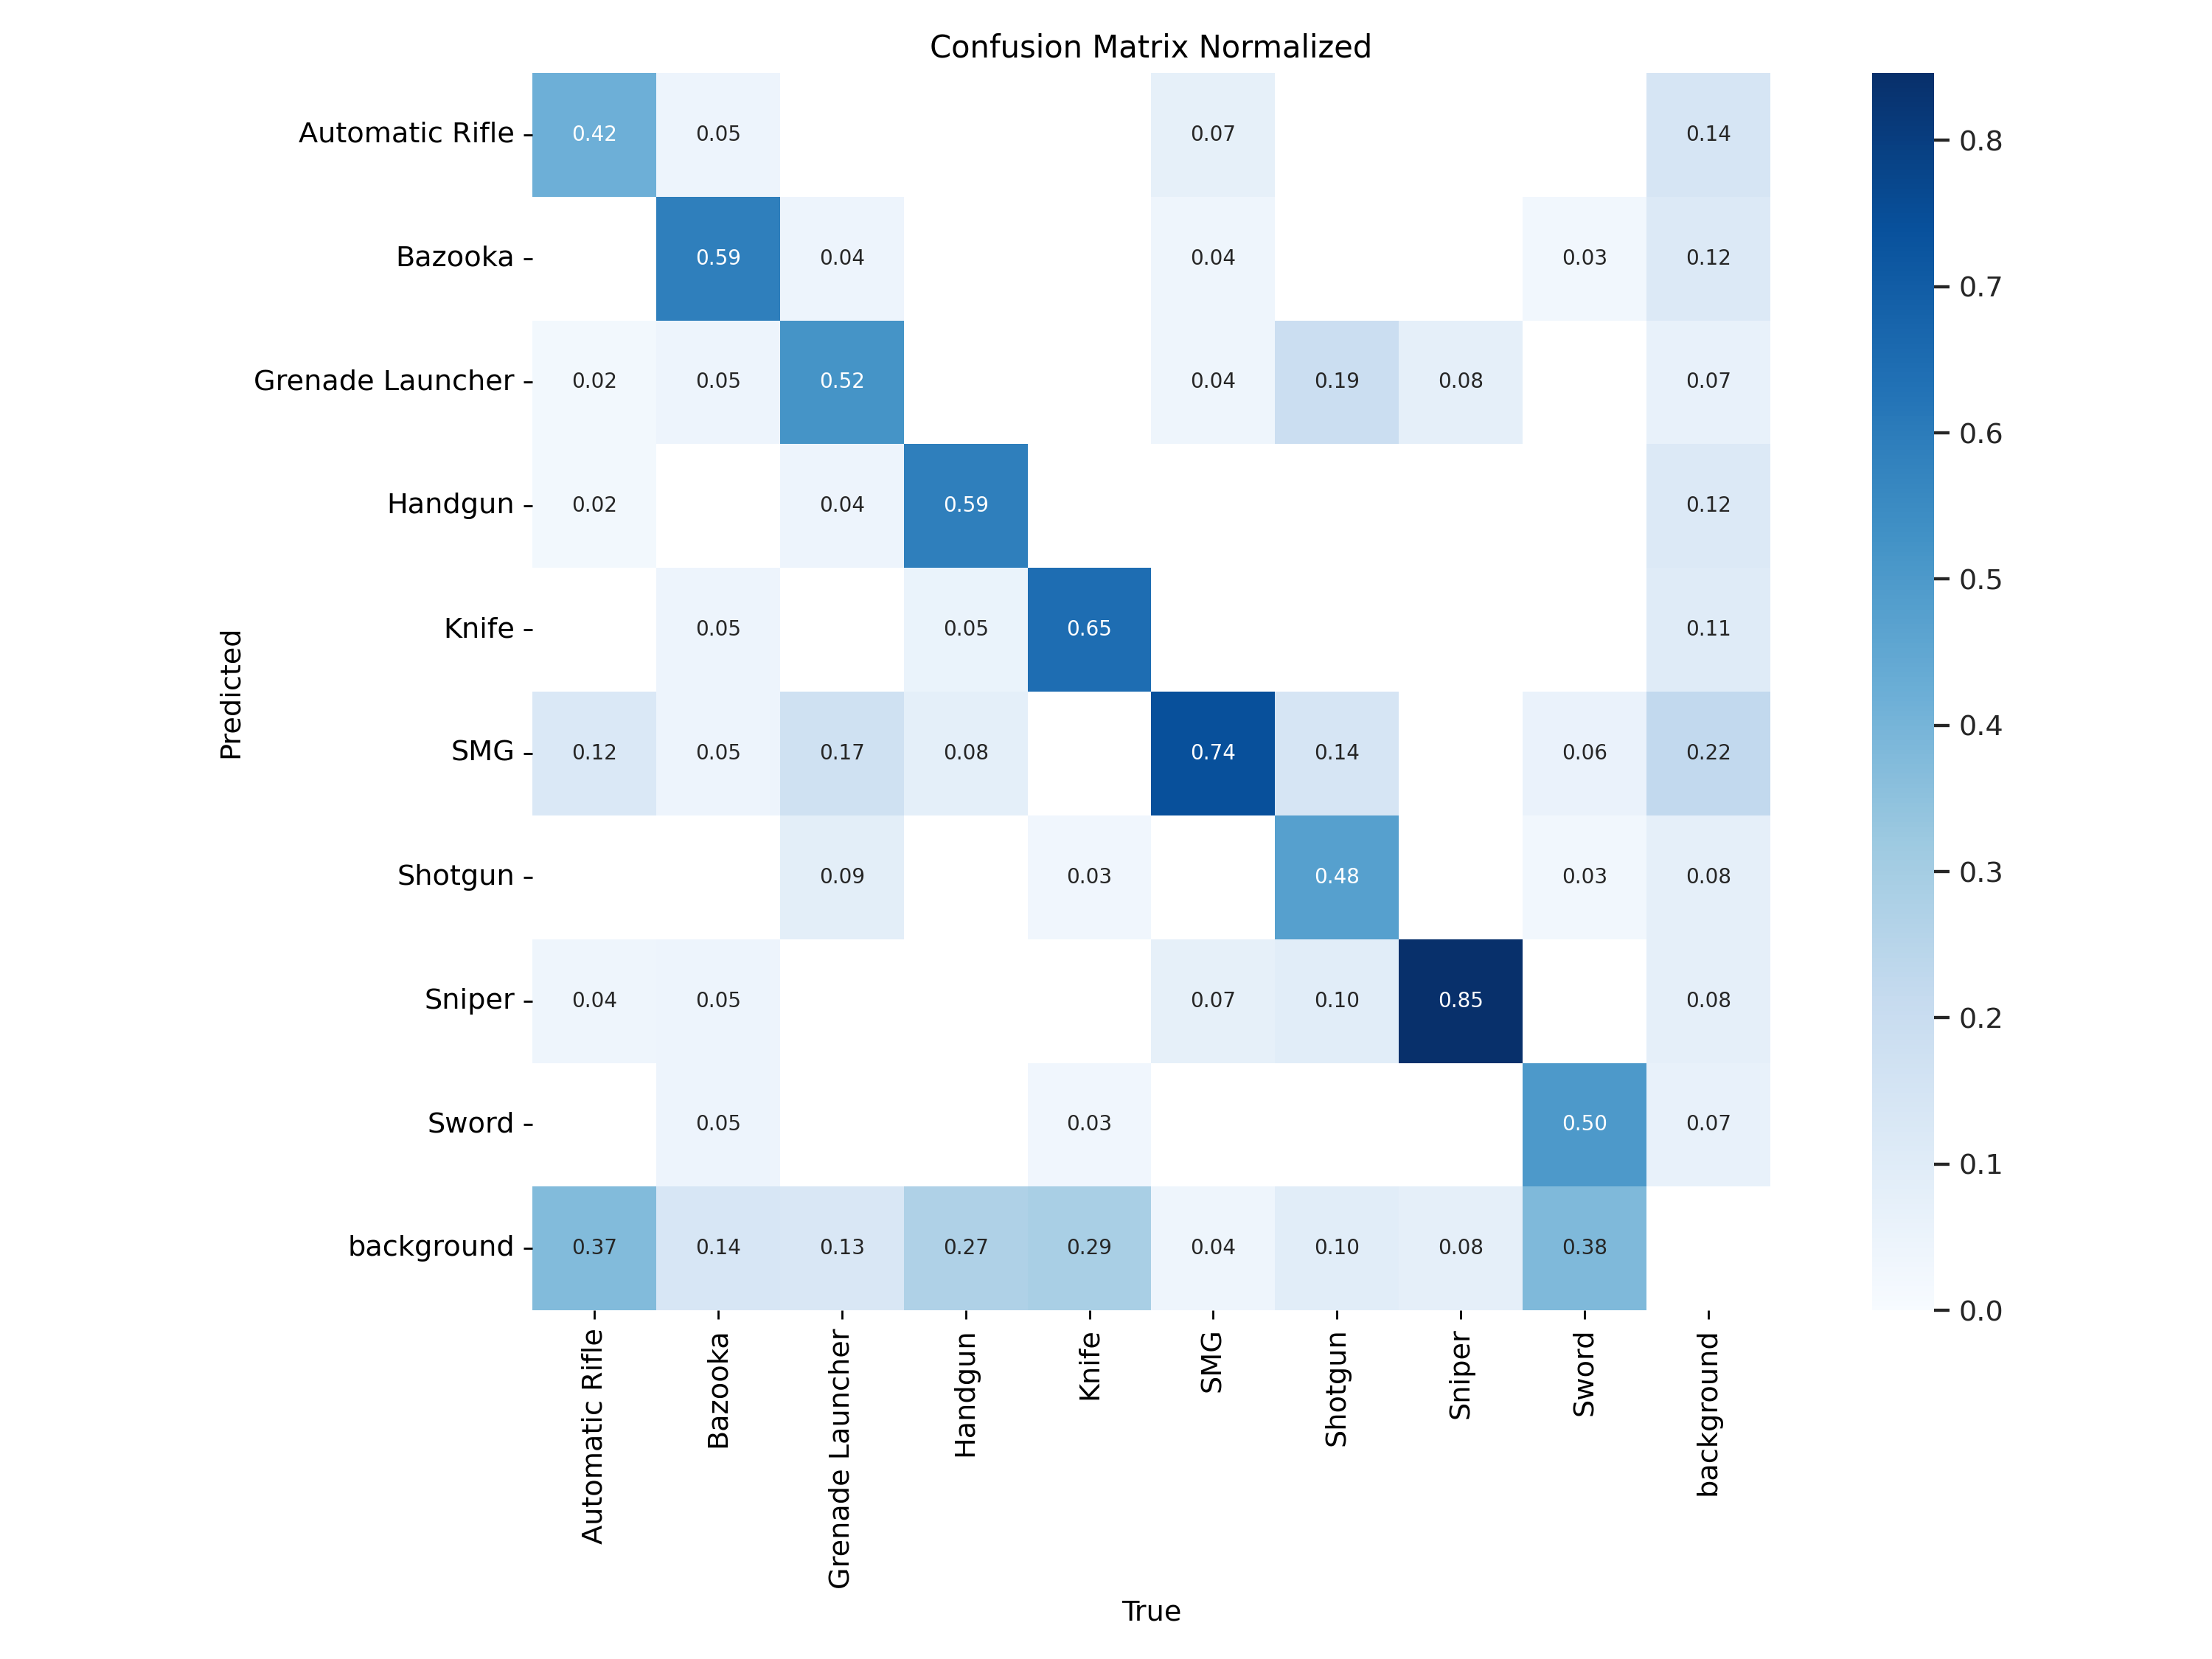 Confusion Matrix Normalized
Automatic Rifle 0.42 0.05 0.07 0.14
Bazooka 0.59 0.04 0.04 0.03 0.12
Grenade Launcher 0.02 0.05 0.52 0.04 0.19 0.08 0.07
Handgun 0.02 0.04 0.59 0.12
Knife 0.05 0.05 0.65 0.11
SMG 0.12 0.05 0.17 0.08 0.74 0.14 0.06 0.22
Shotgun 0.09 0.03 0.48 0.03 0.08
Sniper 0.04 0.05 0.07 0.10 0.85 0.08
Sword 0.05 0.03 0.50 0.07
background 0.37 0.14 0.13 0.27 0.29 0.04 0.10 0.08 0.38
Predicted
Automatic Rifle
Bazooka
Grenade Launcher
Handgun
Knife
SMG
Shotgun
Sniper
Sword
background
True
0.8
0.7
0.6
0.5
0.4
0.3
0.2
0.1
0.0